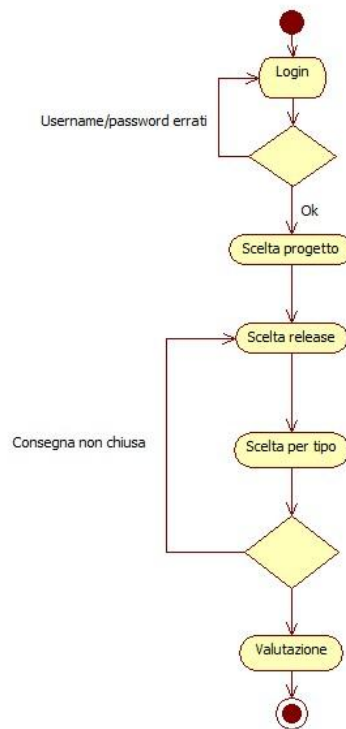 Login
Username/password errati
Ok
Scelta progetto
Scelta release
Consegna non chiusa
Scelta per tipo
Valutazione